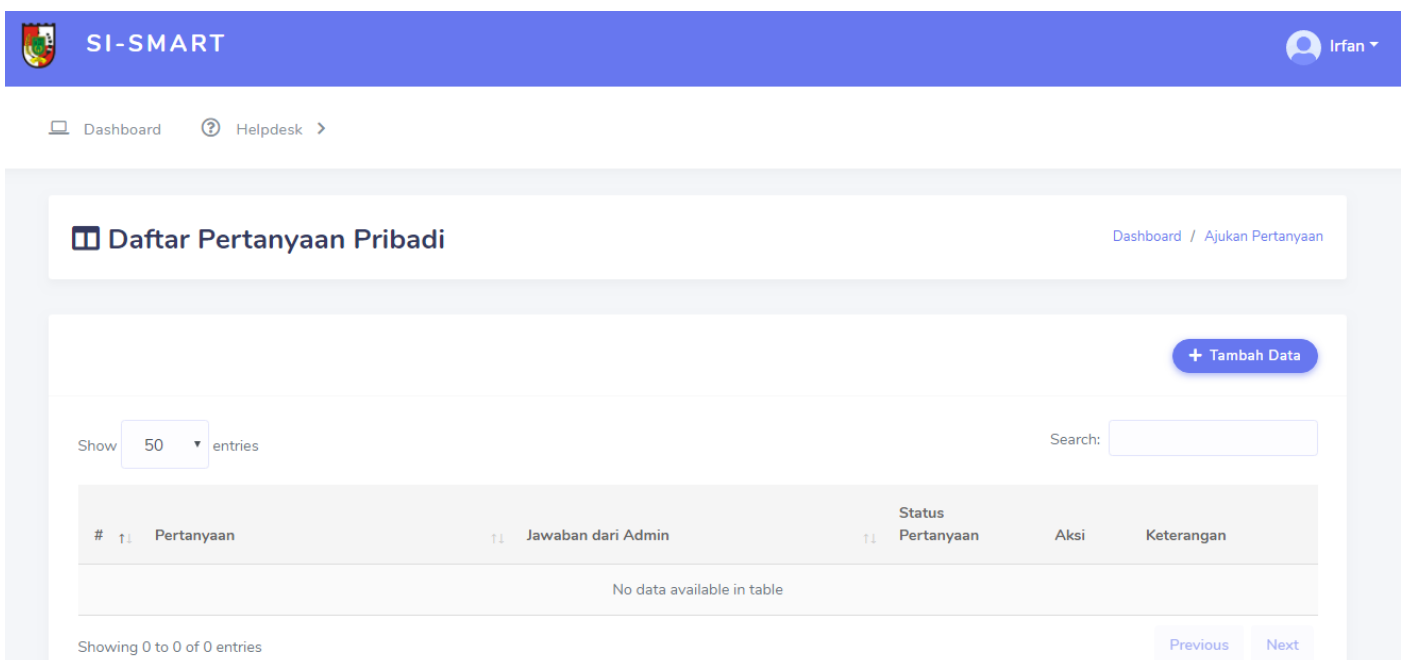 SI-SMART
Irfan
Dashboard Helpdesk
Daftar Pertanyaan Pribadi
Dashboard / Ajukan Pertanyaan
+ Tambah Data
Show 50 entries
Search:
# Pertanyaan Jawaban dari Admin Status Pertanyaan Aksi Keterangan
No data available in table
Showing 0 to 0 of 0 entries
Previous Next